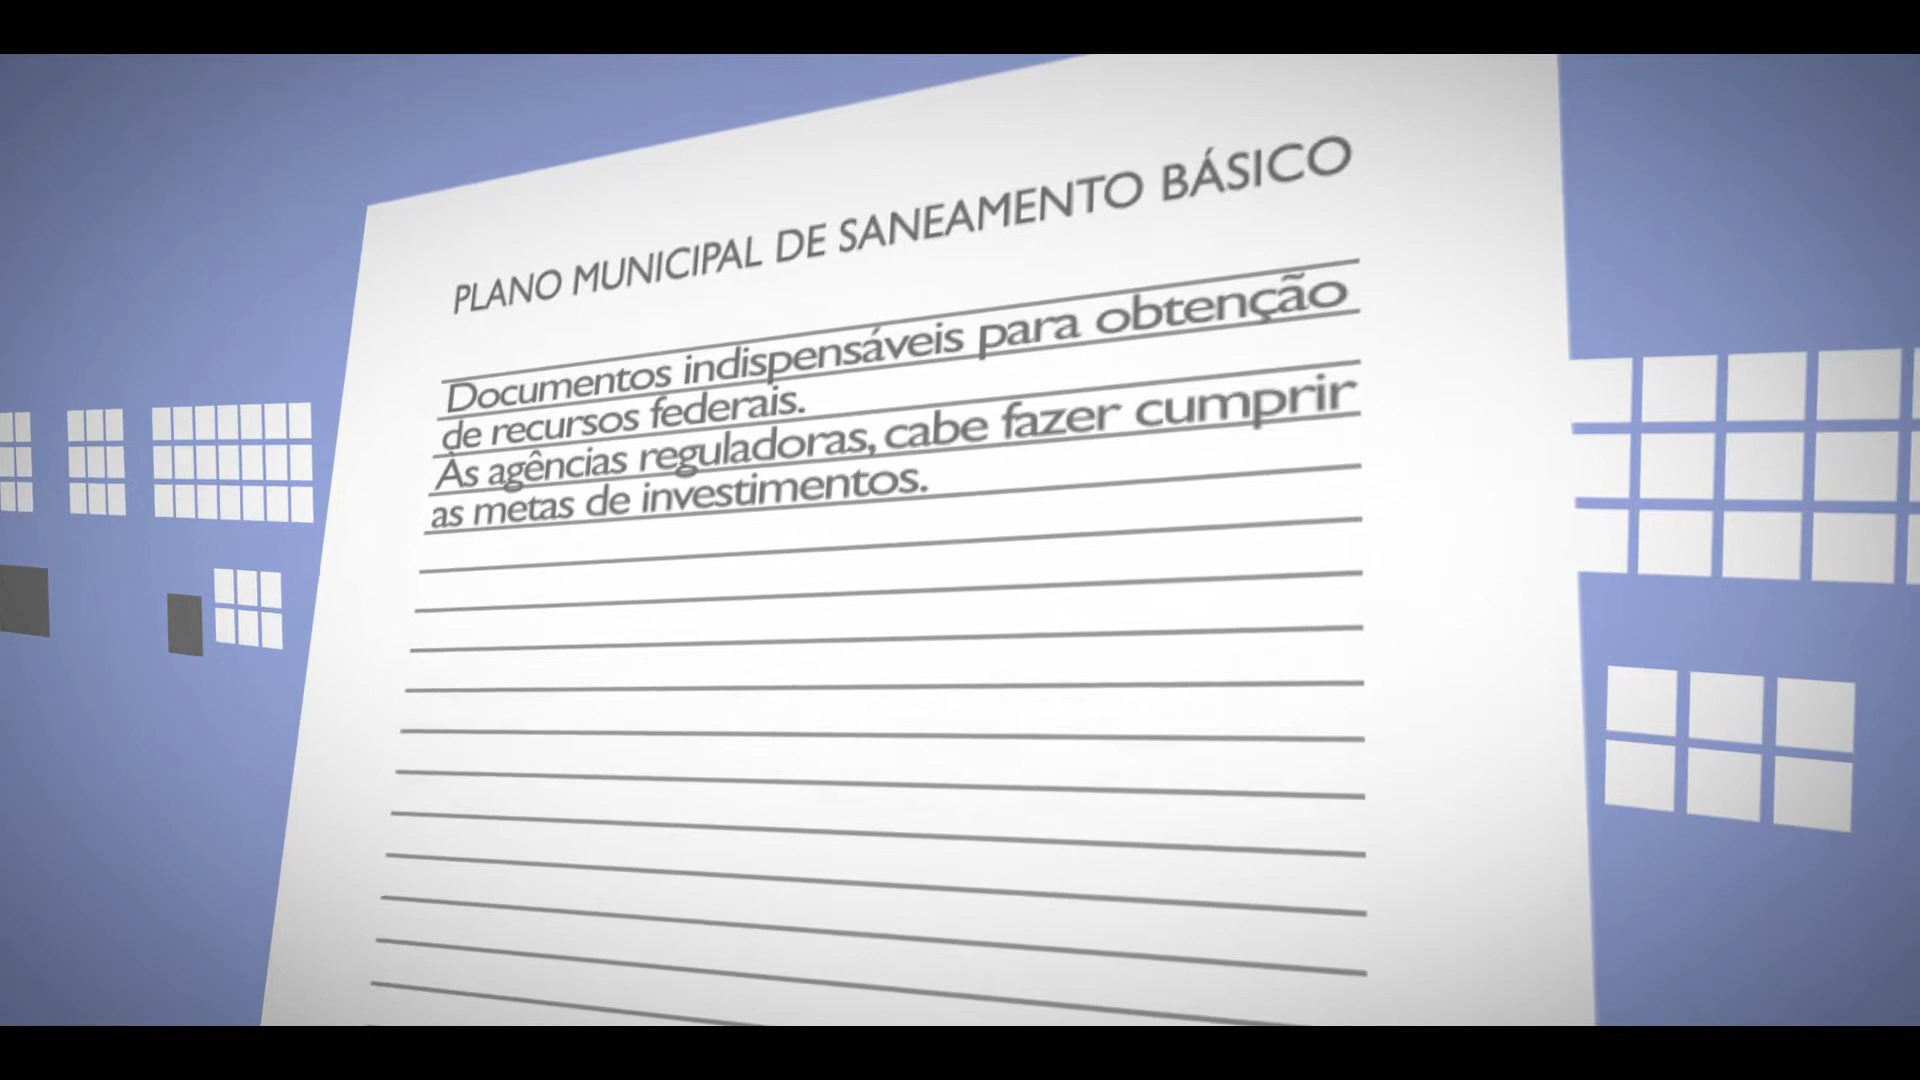 PLANO MUNICIPAL DE SANEAMENTO BÁSICO
Documentos indispensáveis para obtenção
de recursos federais.
Às agências reguladoras, cabe fazer cumprir
as metas de investimentos.